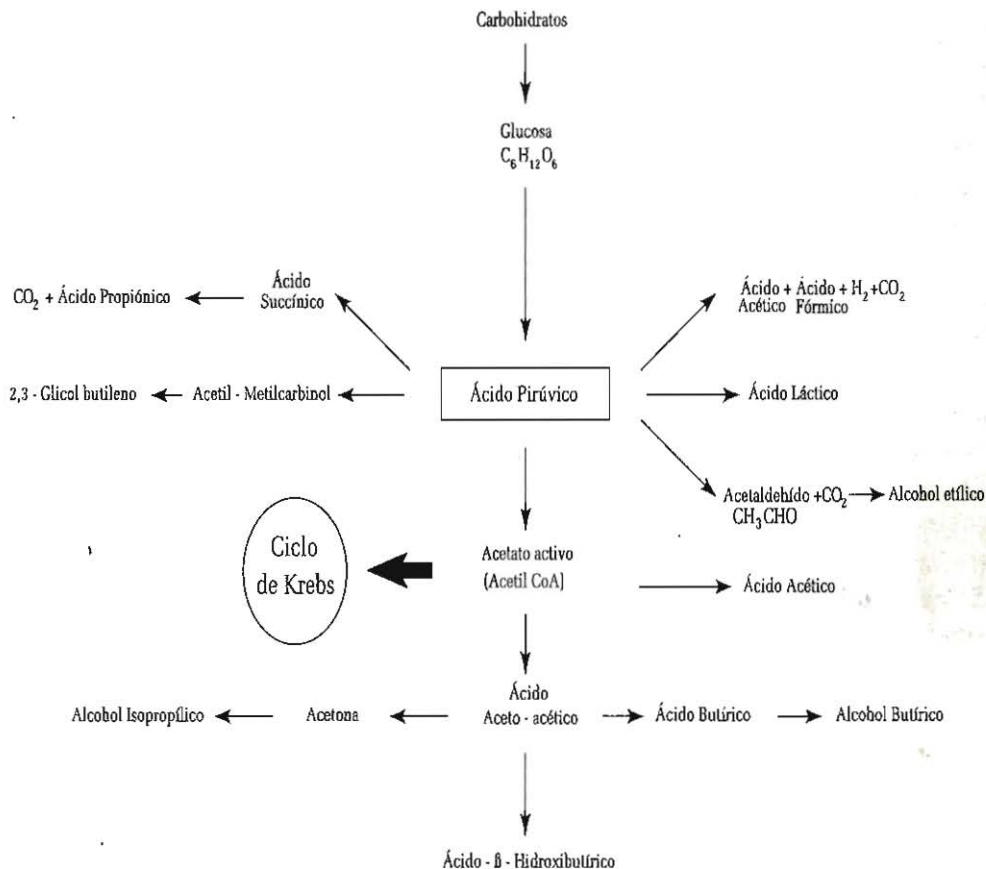 Carbohidratos
Glucosa
C₆H₁₂O₆
CO₂ + Ácido Propiónico
Ácido
Succínico
Ácido + Ácido + H₂ +CO₂
Acético Fórmico
2,3 - Glicol butileno
Acetil - Metilcarbinol
Ácido Pirúvico
Ácido Láctico
Acetaldehído +CO₂
CH₃CHO
Alcohol etílico
Ciclo
de Krebs
Acetato activo
(Acetil CoA)
Ácido Acético
Alcohol Isopropílico
Acetona
Ácido
Aceto - acético
Ácido Butírico
Alcohol Butírico
Ácido - ß - Hidroxibutírico